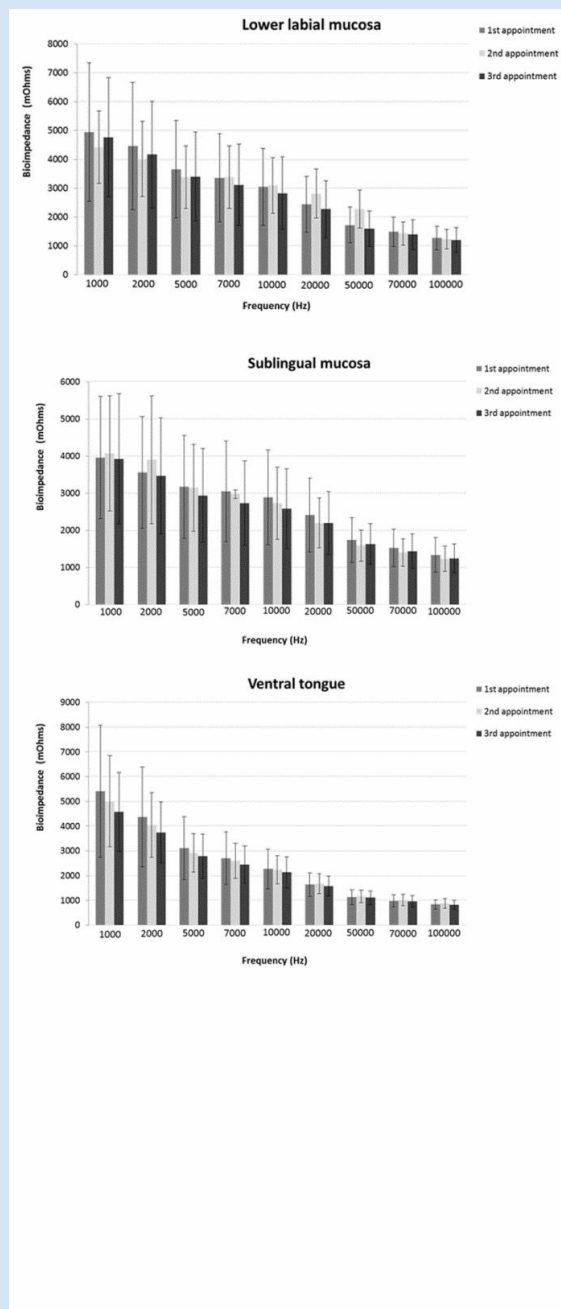 Lower labial mucosa
Bioimpedance (mOhms)
8000
7000
6000
5000
4000
3000
2000
1000
0
1000 2000 5000 7000 10000 20000 50000 70000 100000
Frequency (Hz)
1st appointment
2nd appointment
3rd appointment
Sublingual mucosa
Bioimpedance (mOhms)
6000
5000
4000
3000
2000
1000
0
1000 2000 5000 7000 10000 20000 50000 70000 100000
Frequency (Hz)
1st appointment
2nd appointment
3rd appointment
Ventral tongue
Bioimpedance (mOhms)
9000
8000
7000
6000
5000
4000
3000
2000
1000
0
1000 2000 5000 7000 10000 20000 50000 70000 100000
Frequency (Hz)
1st appointment
2nd appointment
3rd appointment